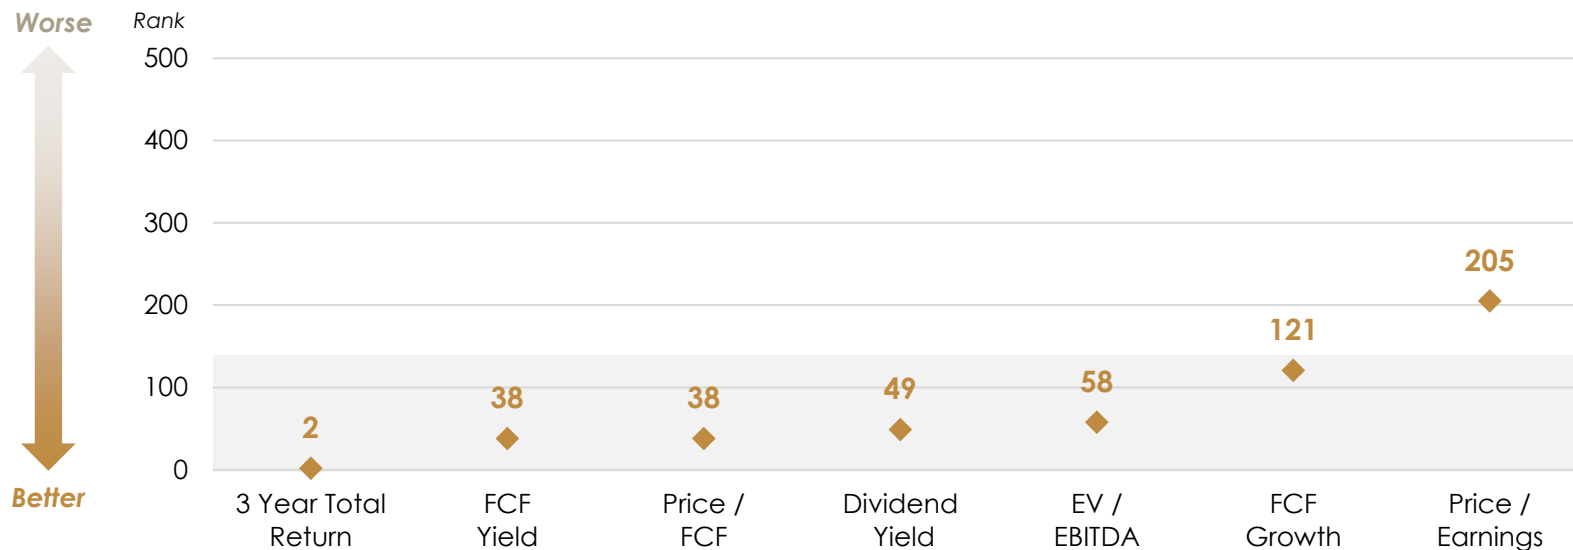 Worse
Rank
500
400
300
200
100
0
Better
2
38
38
49
58
121
205
3 Year Total
Return
FCF
Yield
Price /
FCF
Dividend
Yield
EV /
EBITDA
FCF
Growth
Price /
Earnings